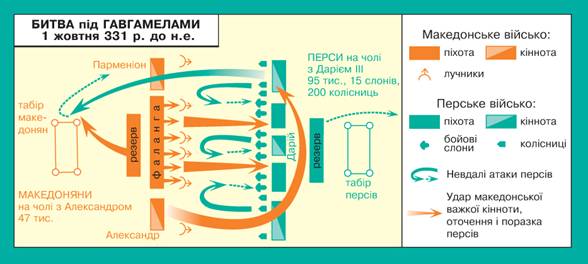 БИТВА під ГАВГАМЕЛАМИ
1 жовтня 331 р. до н.е.
Парменіон
табір
маке-
донян
резерв
фаланга
МАКЕДОНЯНИ
на чолі з Александром
47 тис.
Александр
ПЕРСИ на чолі
з Дарієм III
95 тис., 15 слонів,
200 колісниць
Дарій
резерв
табір
персів
Македонське військо:
піхота
кіннота
лучники
Перське військо:
піхота
кіннота
бойові
слони
колісниці
Невдалі атаки персів
Удар македонської
важкої кінноти,
оточення і поразка
персів